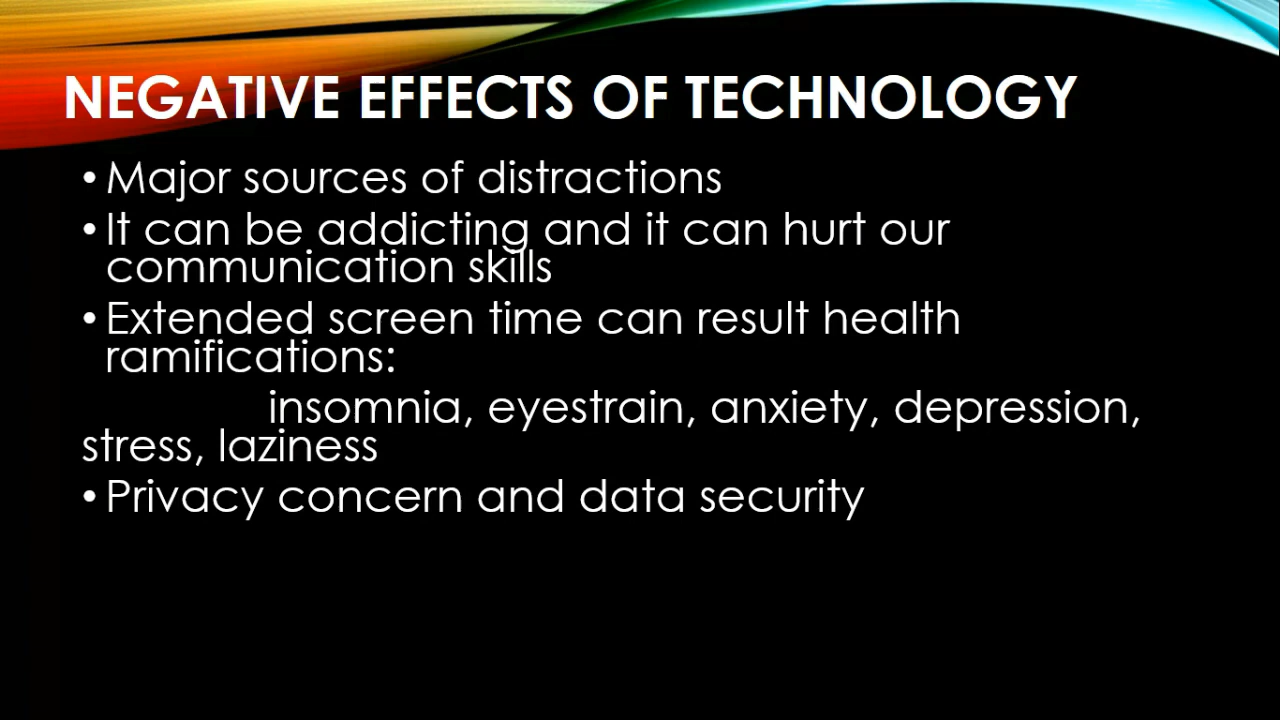 NEGATIVE EFFECTS OF TECHNOLOGY
• Major sources of distractions
• It can be addicting and it can hurt our
communication skills
• Extended screen time can result health
ramifications:
insomnia, eyestrain, anxiety, depression,
stress, laziness
• Privacy concern and data security